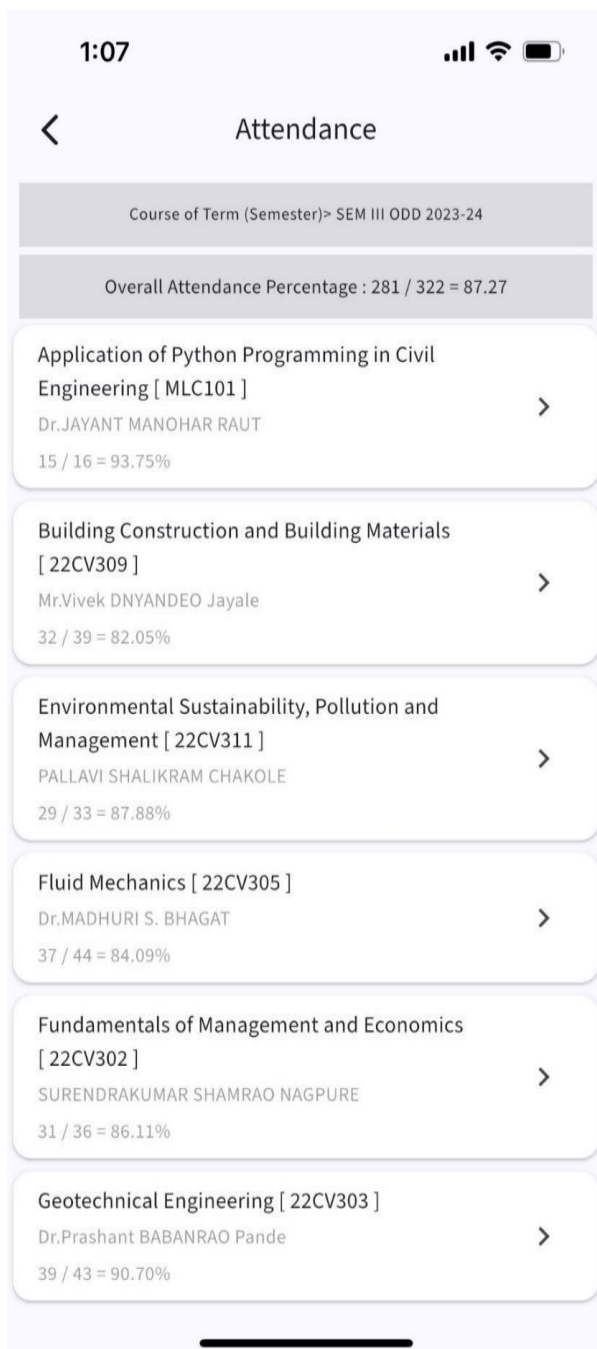 1:07
Attendance
Course of Term (Semester)> SEM III ODD 2023-24
Overall Attendance Percentage : 281 / 322 = 87.27
Application of Python Programming in Civil
Engineering [ MLC101 ]
Dr.JAYANT MANOHAR RAUT
15 / 16 = 93.75%
Building Construction and Building Materials
[ 22CV309 ]
Mr.Vivek DNYANDEO Jayale
32 / 39 = 82.05%
Environmental Sustainability, Pollution and
Management [ 22CV311 ]
PALLAVI SHALIKRAM CHAKOLE
29 / 33 = 87.88%
Fluid Mechanics [ 22CV305 ]
Dr.MADHURI S. BHAGAT
37 / 44 = 84.09%
Fundamentals of Management and Economics
[ 22CV302 ]
SURENDRAKUMAR SHAMRAO NAGPURE
31 / 36 = 86.11%
Geotechnical Engineering [ 22CV303 ]
Dr.Prashant BABANRAO Pande
39 / 43 = 90.70%